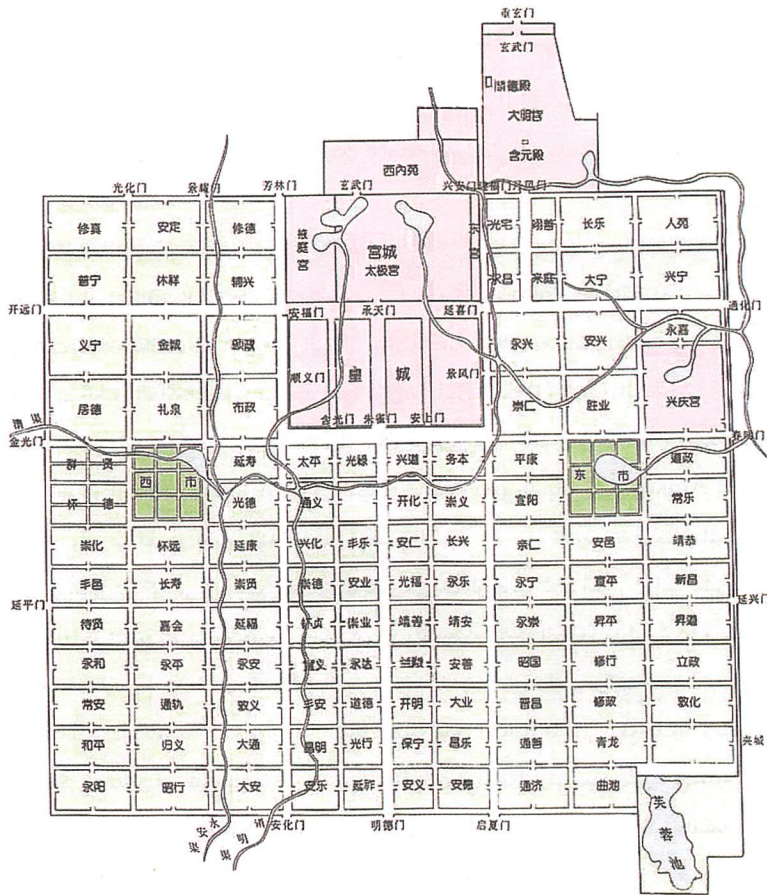 重玄门
玄武门
麟德殿
大明宫
含元殿
西内苑
光化门 景耀门 芳林门 玄武门 兴安门 建福门 丹凤门
修真 安定 修德 掖庭宫 宫城 太极宫 东宫 光宅 翊善 长乐 入苑
普宁 休祥 辅兴 永昌 来庭 大宁 兴宁
开远门 安福门 承天门 延喜门 通化门
义宁 金城 永兴 安兴 永嘉
顺义门 皇城 景风门 兴庆宫
居德 礼泉 布政 崇仁 胜业
含光门 朱雀门 安上门
金光门 春明门
群贤 西市 延寿 太平 光禄 兴道 务本 平康 东市 道政
怀德 光德 通义 开化 崇义 宣阳 常乐
崇化 怀远 延康 兴化 丰乐 安仁 长兴 亲仁 安邑 靖恭
丰邑 长寿 崇贤 崇德 安业 光福 永乐 永宁 宣平 新昌
延平门 延兴门
待贤 嘉会 延福 怀贞 崇业 靖善 靖安 永崇 昇平 昇道
永和 永平 永安 宣义 永达 兰陵 安善 昭国 修行 立政
常安 通轨 敦义 丰安 道德 开明 大业 晋昌 修政 敦化
和平 归义 大通 昌明 光行 保宁 昌乐 通善 青龙 夹城
永阳 昭行 大安 安乐 延祚 安义 安德 通济 曲池
芙蓉池
永安渠 清明渠 安化门 明德门 启夏门